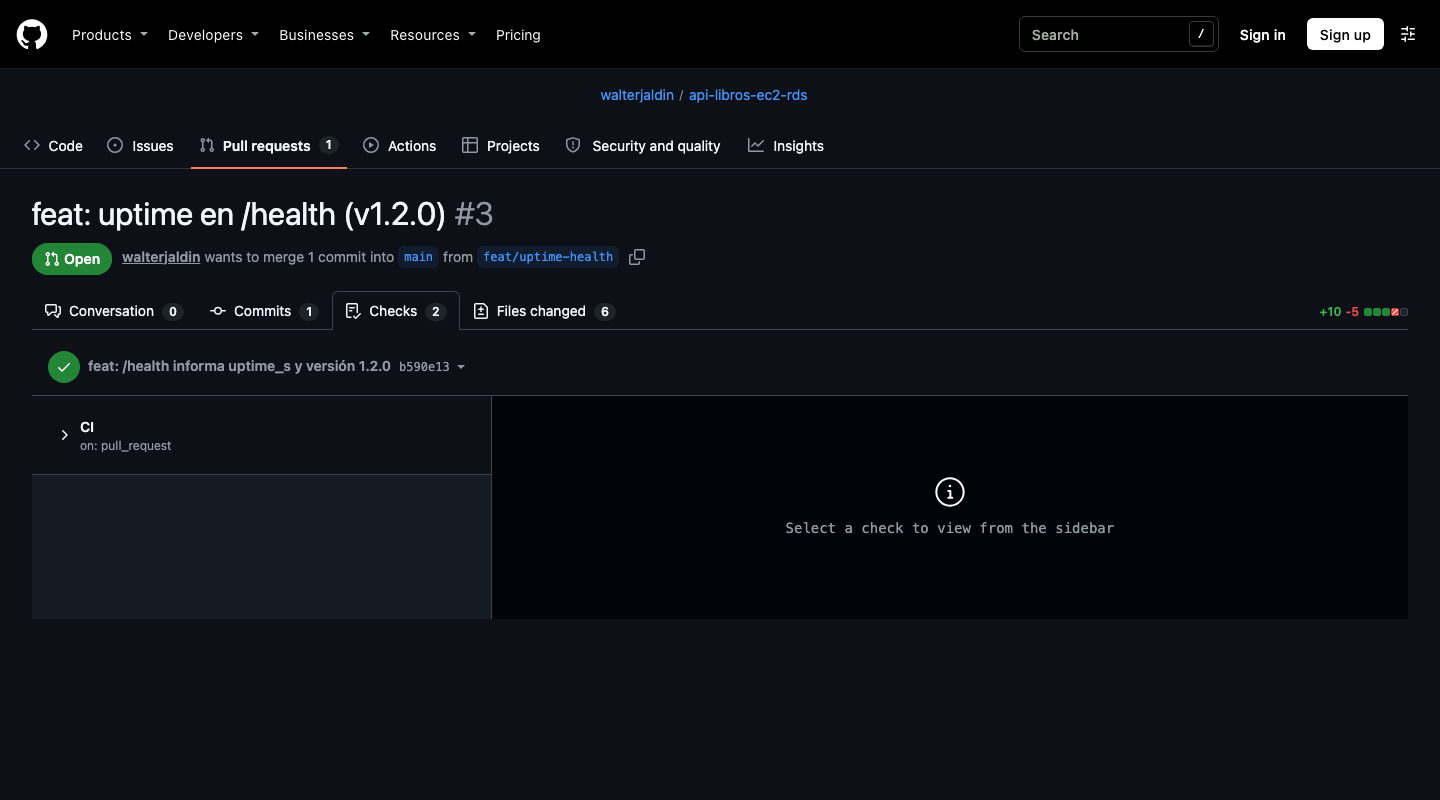 Products Developers Businesses Resources Pricing Search / Sign in Sign up
walterjaldin / api-libros-ec2-rds
Code Issues Pull requests 1 Actions Projects Security and quality Insights
feat: uptime en /health (v1.2.0) #3
Open walterjaldin wants to merge 1 commit into main from feat/uptime-health
Conversation 0 Commits 1 Checks 2 Files changed 6 +10 -5
feat: /health informa uptime_s y versión 1.2.0 b590e13
CI
on: pull_request
Select a check to view from the sidebar